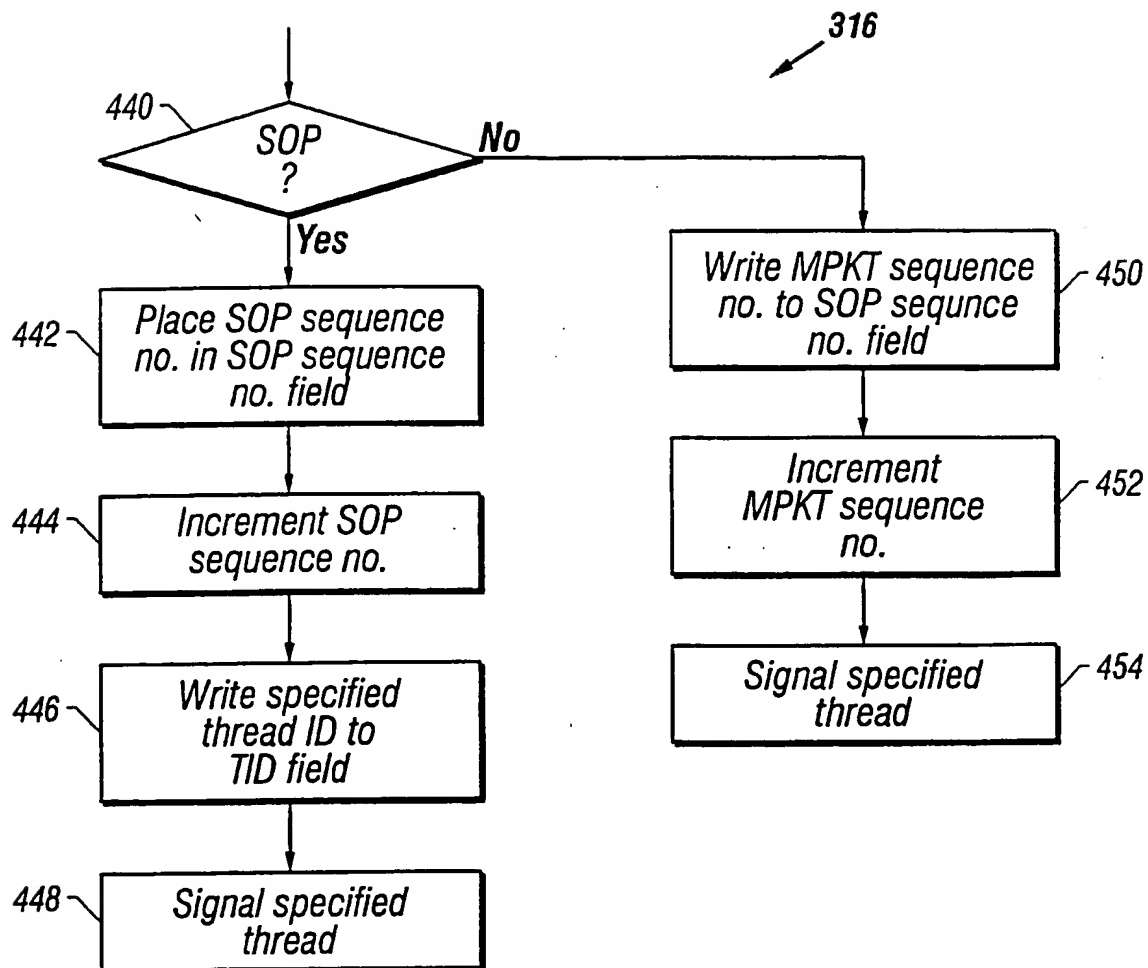 316
440
SOP
?
No
Yes
442
Place SOP sequence
no. in SOP sequence
no. field
444
Increment SOP
sequence no.
446
Write specified
thread ID to
TID field
448
Signal specified
thread
Write MPKT sequence
no. to SOP sequnce
no. field
450
Increment
MPKT sequence
no.
452
Signal specified
thread
454